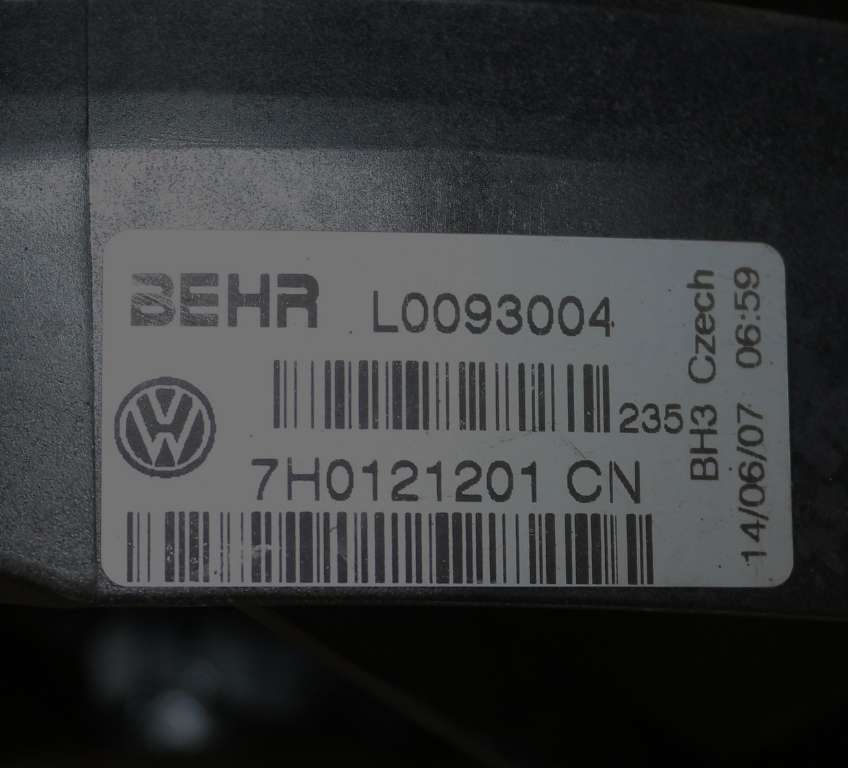 BEHR L0093004
235
7H0121201 CN
BH3 Czech
14/06/07 06:59